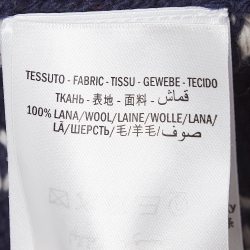 TESSUTO - FABRIC - TISSU - GEWEBE - TECIDO
ТКАНЬ - 表地 - 面料 - قماش
100% LANA/WOOL/LAINE/WOLLE/LANA/
LÃ/ШЕРСТЬ/毛/羊毛/صوف